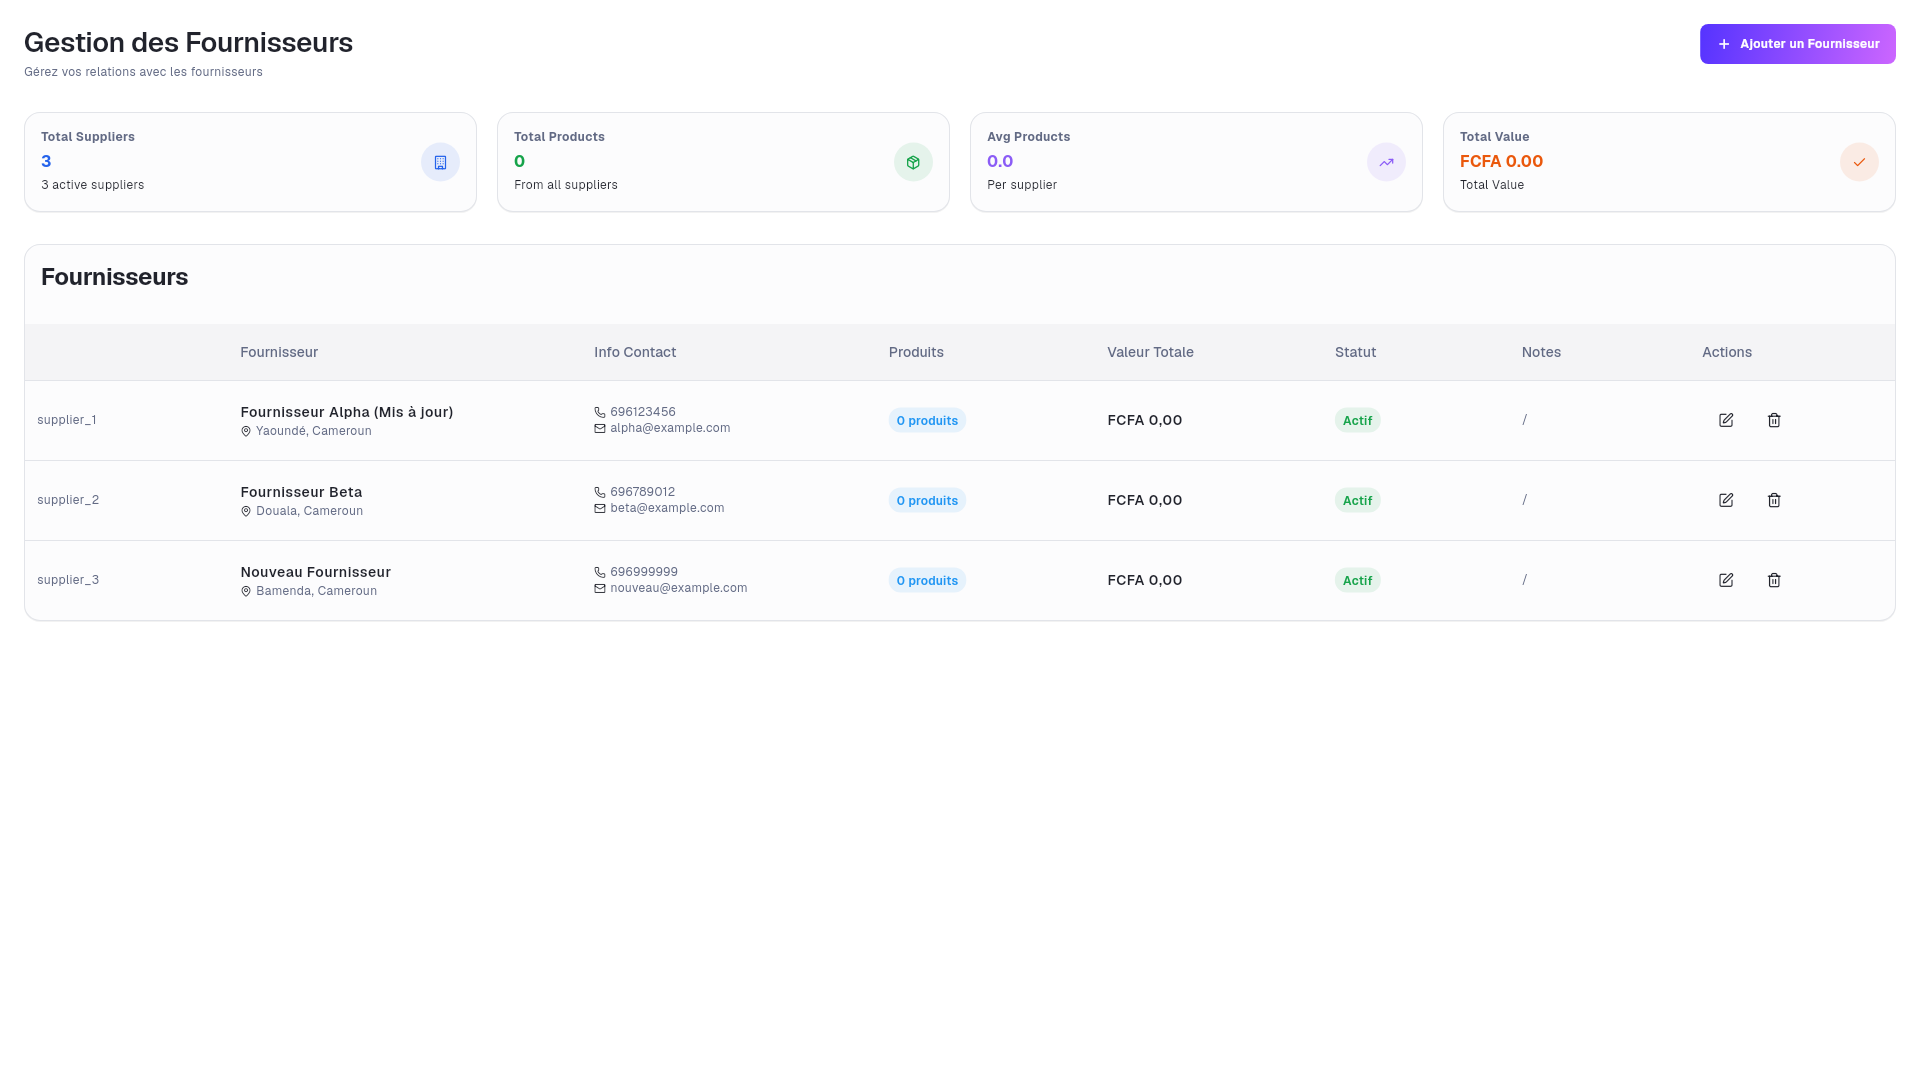 Gestion des Fournisseurs
Gérez vos relations avec les fournisseurs
Ajouter un Fournisseur
Total Suppliers
3
3 active suppliers
Total Products
0
From all suppliers
Avg Products
0.0
Per supplier
Total Value
FCFA 0.00
Total Value
Fournisseurs
Fournisseur Info Contact Produits Valeur Totale Statut Notes Actions
supplier_1
Fournisseur Alpha (Mis à jour)
Yaoundé, Cameroun
696123456
alpha@example.com
0 produits
FCFA 0,00
Actif
/
supplier_2
Fournisseur Beta
Douala, Cameroun
696789012
beta@example.com
0 produits
FCFA 0,00
Actif
/
supplier_3
Nouveau Fournisseur
Bamenda, Cameroun
696999999
nouveau@example.com
0 produits
FCFA 0,00
Actif
/